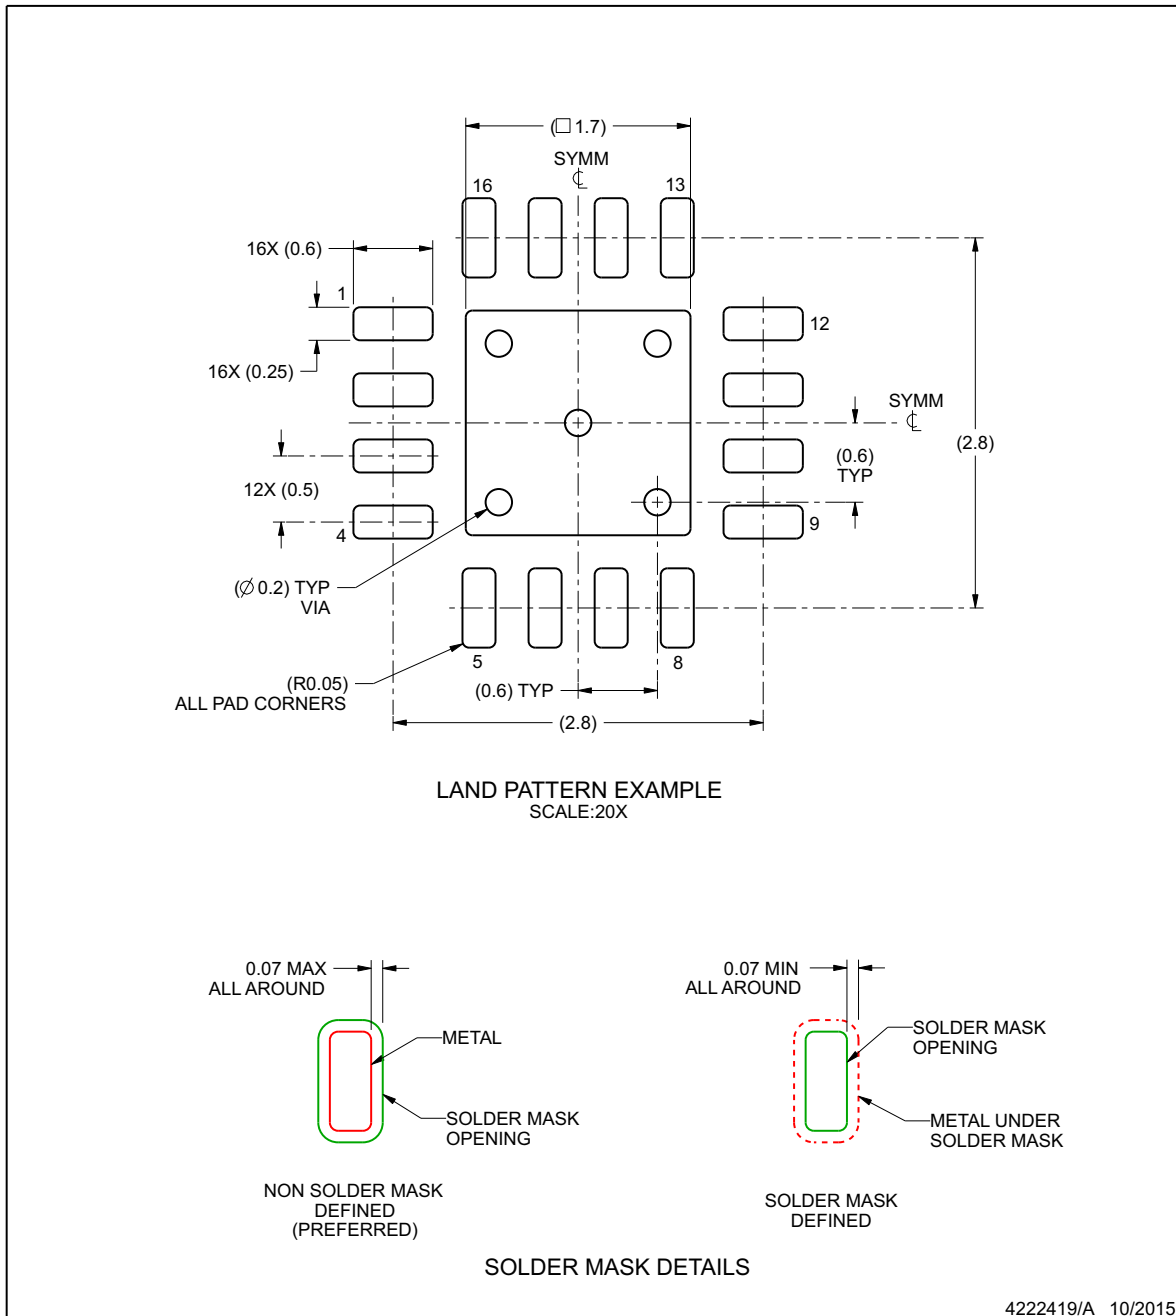 (□ 1.7)
SYMM
℄
16
13
16X (0.6)
1
12
16X (0.25)
SYMM
℄
(0.6)
TYP
(2.8)
12X (0.5)
4
9
(∅ 0.2) TYP
VIA
5
8
(R0.05)
ALL PAD CORNERS
(0.6) TYP
(2.8)
LAND PATTERN EXAMPLE
SCALE:20X
0.07 MAX
ALL AROUND
METAL
SOLDER MASK
OPENING
NON SOLDER MASK
DEFINED
(PREFERRED)
0.07 MIN
ALL AROUND
SOLDER MASK
OPENING
METAL UNDER
SOLDER MASK
SOLDER MASK
DEFINED
SOLDER MASK DETAILS
4222419/A 10/2015